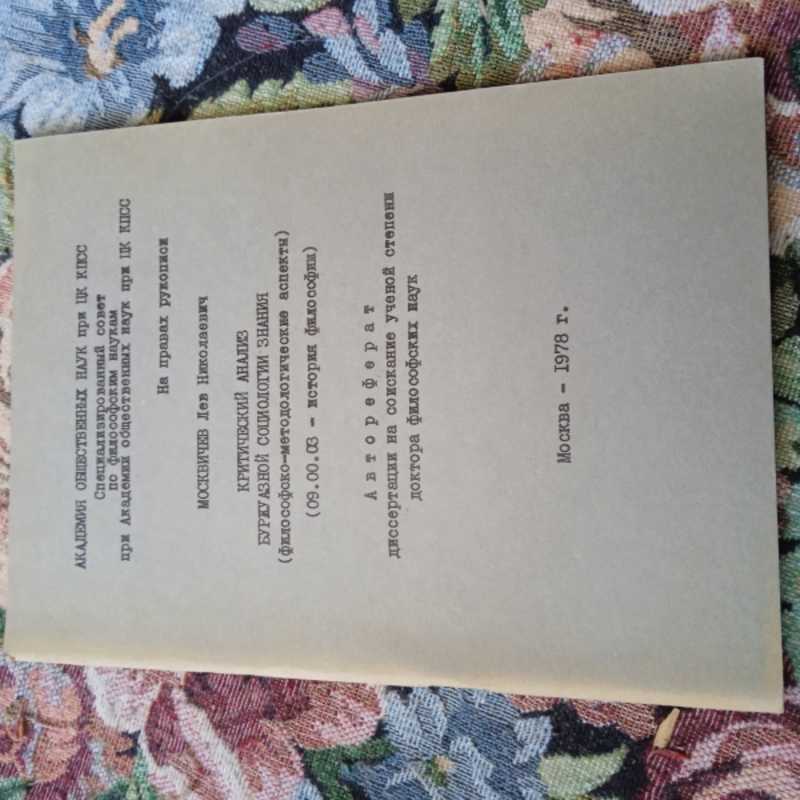 АКАДЕМИЯ ОБЩЕСТВЕННЫХ НАУК при ЦК КПСС
Специализированный совет
по философским наукам
при Академии общественных наук при ЦК КПСС
На правах рукописи
МОСКВИЧЕВ Лев Николаевич
КРИТИЧЕСКИЙ АНАЛИЗ
БУРЖУАЗНОЙ СОЦИОЛОГИИ ЗНАНИЯ
(философско-методологические аспекты)
(09.00.03 - история философии)
Автореферат
диссертации на соискание ученой степени
доктора философских наук
Москва - 1978 г.